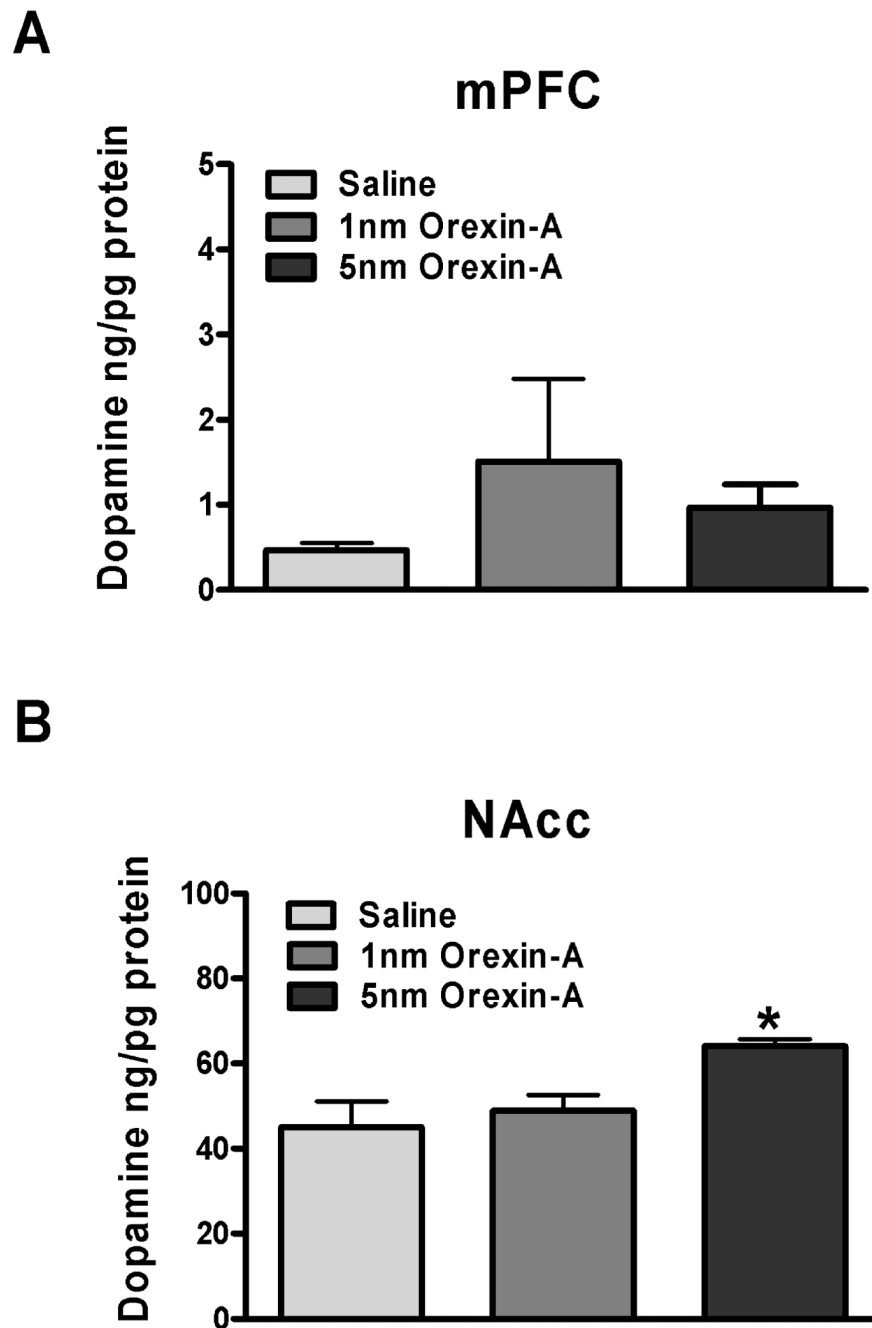 A
mPFC
Dopamine ng/pg protein
5
4
3
2
1
0
Saline
1nm Orexin-A
5nm Orexin-A
B
NAcc
Dopamine ng/pg protein
100
80
60
40
20
0
Saline
1nm Orexin-A
5nm Orexin-A
*